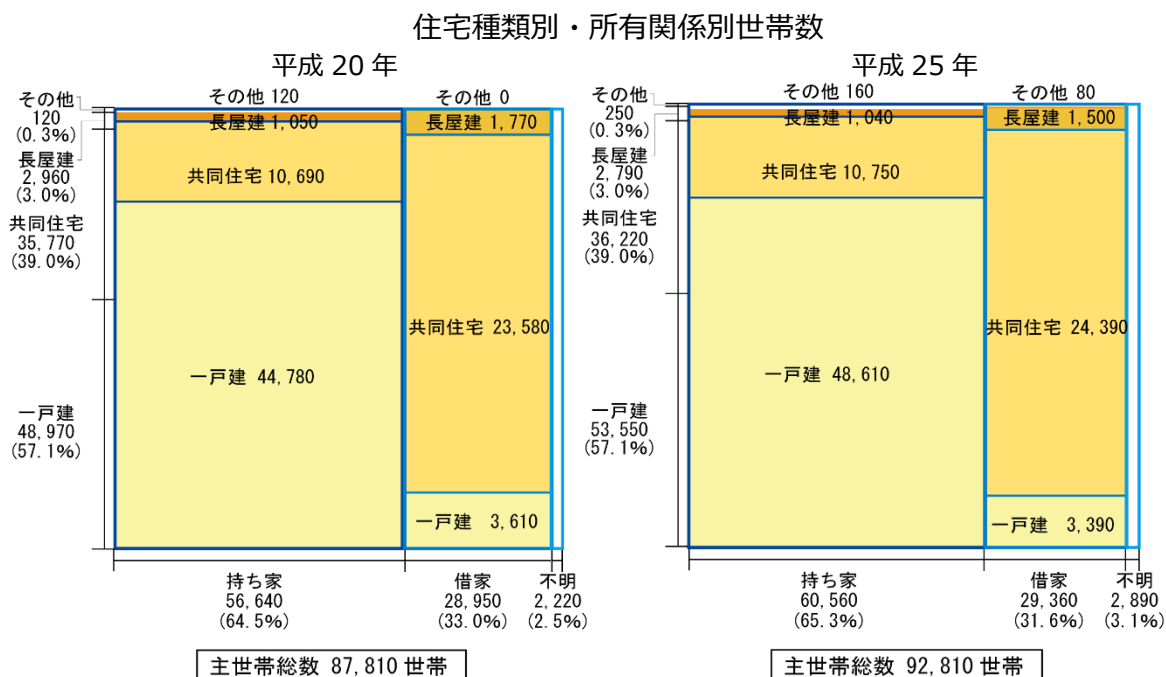 住宅種類別・所有関係別世帯数
平成 20 年
その他 120
その他 0
その他
120
(0.3%)
長屋建
2,960
(3.0%)
共同住宅
35,770
(39.0%)
一戸建
48,970
(57.1%)
長屋建 1,050
共同住宅 10,690
一戸建 44,780
長屋建 1,770
共同住宅 23,580
一戸建 3,610
持ち家
56,640
(64.5%)
借家
28,950
(33.0%)
不明
2,220
(2.5%)
主世帯総数 87,810 世帯
平成 25 年
その他 160
その他 80
その他
250
(0.3%)
長屋建
2,790
(3.0%)
共同住宅
36,220
(39.0%)
一戸建
53,550
(57.1%)
長屋建 1,040
共同住宅 10,750
一戸建 48,610
長屋建 1,500
共同住宅 24,390
一戸建 3,390
持ち家
60,560
(65.3%)
借家
29,360
(31.6%)
不明
2,890
(3.1%)
主世帯総数 92,810 世帯